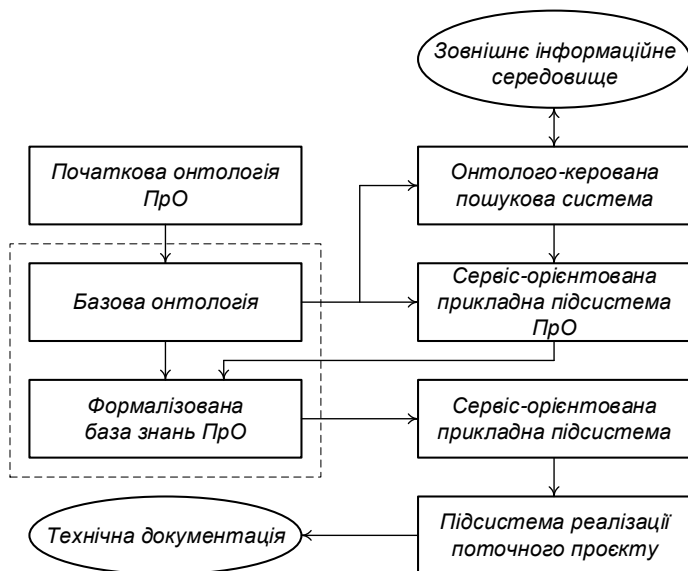 Зовнішнє інформаційне
середовище
Початкова онтологія
ПрО
Онтолого-керована
пошукова система
Базова онтологія
Сервіс-орієнтована
прикладна підсистема
ПрО
Формалізована
база знань ПрО
Сервіс-орієнтована
прикладна підсистема
Технічна документація
Підсистема реалізації
поточного проєкту